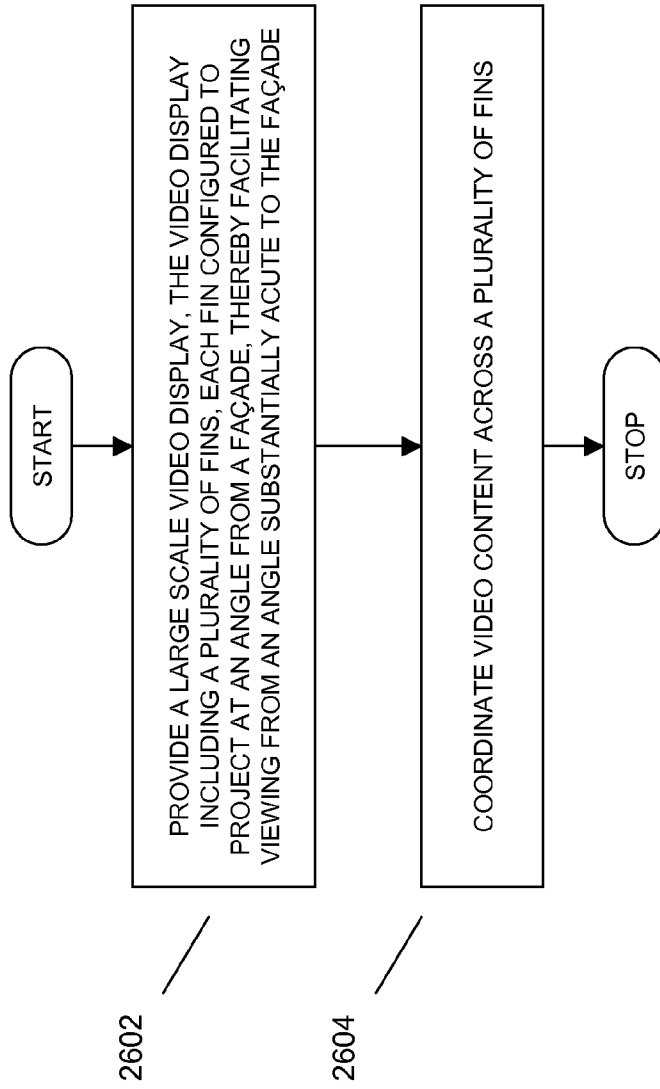 START
2602
PROVIDE A LARGE SCALE VIDEO DISPLAY, THE VIDEO DISPLAY
INCLUDING A PLURALITY OF FINS, EACH FIN CONFIGURED TO
PROJECT AT AN ANGLE FROM A FAÇADE, THEREBY FACILITATING
VIEWING FROM AN ANGLE SUBSTANTIALLY ACUTE TO THE FAÇADE
2604
COORDINATE VIDEO CONTENT ACROSS A PLURALITY OF FINS
STOP